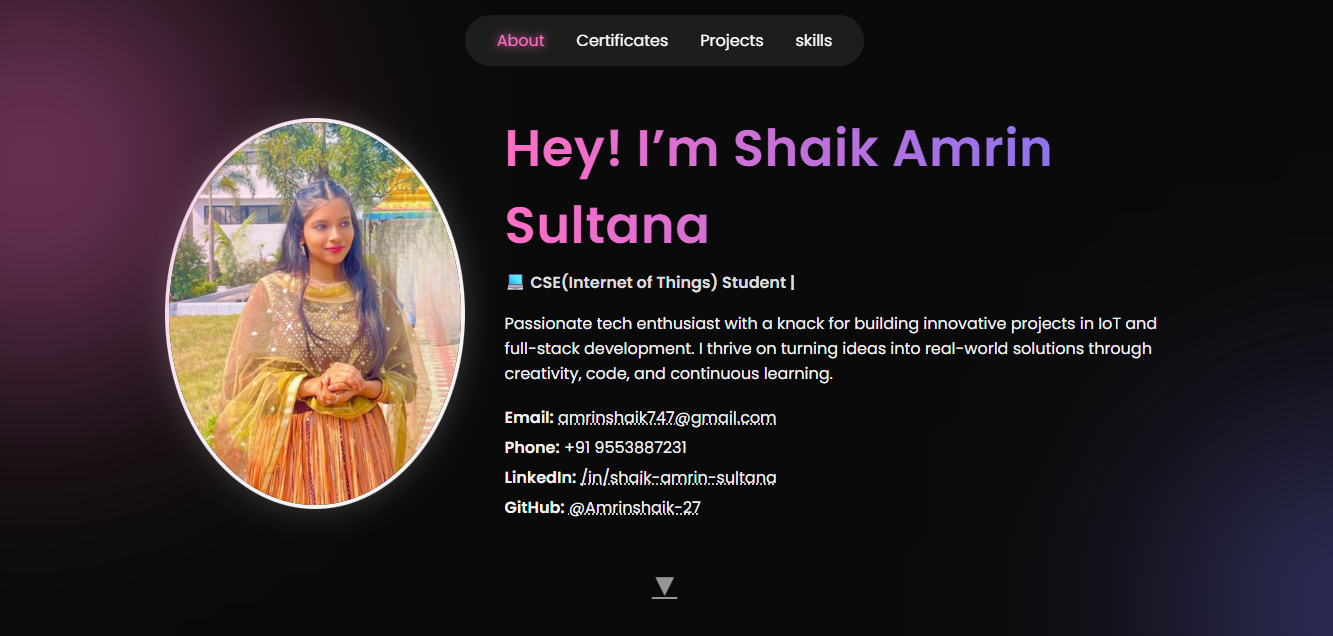 About Certificates Projects skills
Hey! I’m Shaik Amrin
Sultana
💻 CSE(Internet of Things) Student |
Passionate tech enthusiast with a knack for building innovative projects in IoT and
full-stack development. I thrive on turning ideas into real-world solutions through
creativity, code, and continuous learning.
Email: amrinshaik747@gmail.com
Phone: +91 9553887231
LinkedIn: /in/shaik-amrin-sultana
GitHub: @Amrinshaik-27